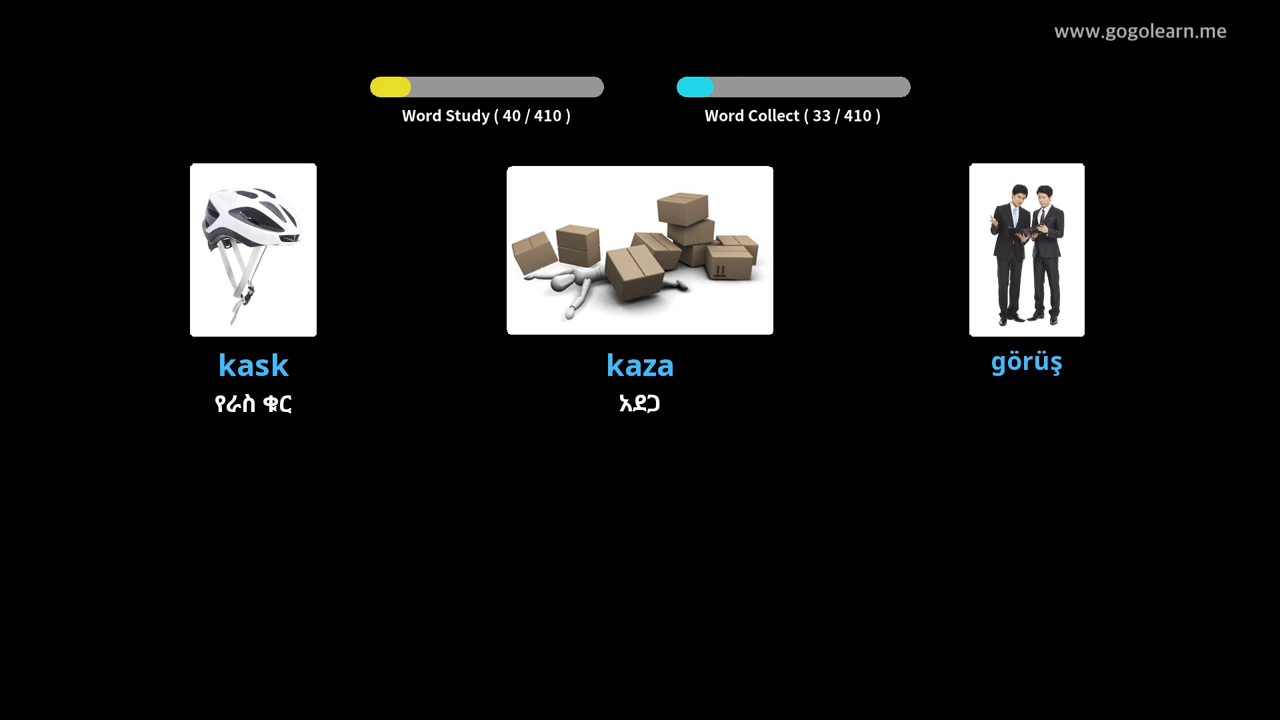 www.gogolearn.me
Word Study ( 40 / 410 )
Word Collect ( 33 / 410 )
kask
የራስ ቁር
kaza
አደጋ
görüş